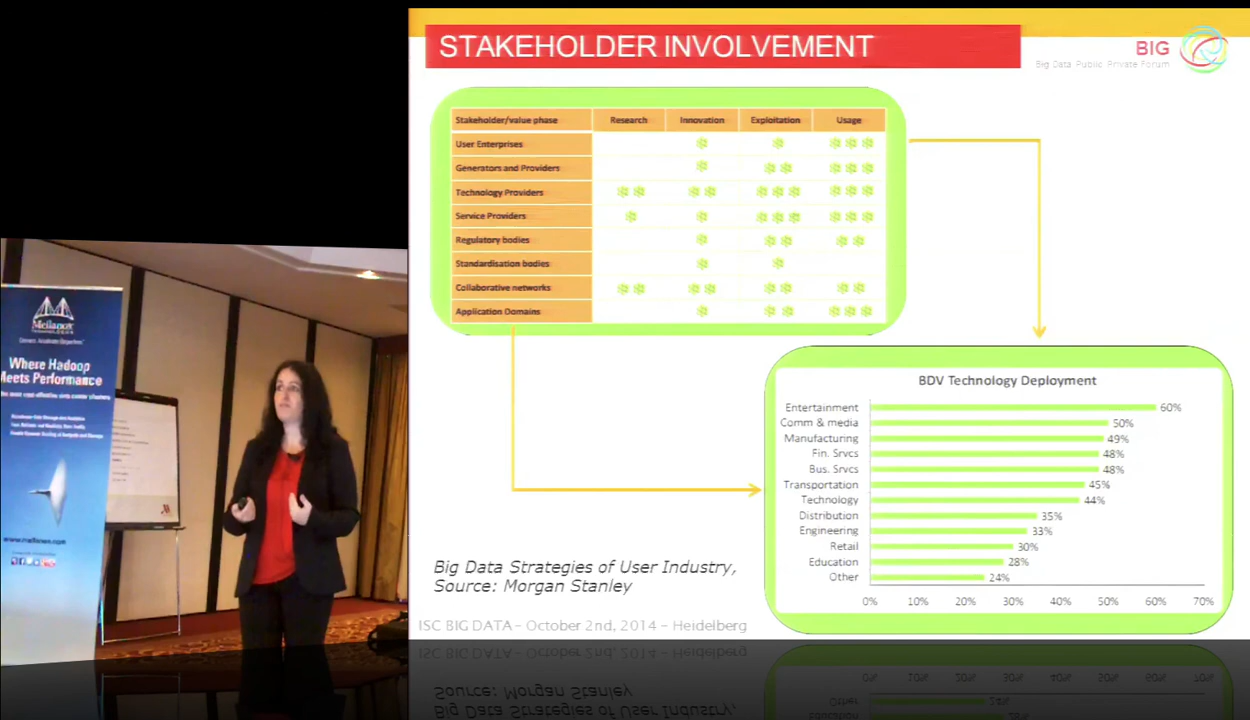 STAKEHOLDER INVOLVEMENT
BIG
Big Data Public Private Forum
Stakeholder/value phase Research Innovation Exploitation Usage
User Enterprises
Generators and Providers
Technology Providers
Service Providers
Regulatory bodies
Standardisation bodies
Collaborative networks
Application Domains
BDV Technology Deployment
Entertainment 60%
Comm & media 50%
Manufacturing 49%
Fin. Srvcs 48%
Bus. Srvcs 48%
Transportation 45%
Technology 44%
Distribution 35%
Engineering 33%
Retail 30%
Education 28%
Other 24%
0% 10% 20% 30% 40% 50% 60% 70%
Big Data Strategies of User Industry,
Source: Morgan Stanley
ISC BIG DATA – October 2nd, 2014 – Heidelberg
Mellanox
Where Hadoop
Meets Performance
www.mellanox.com